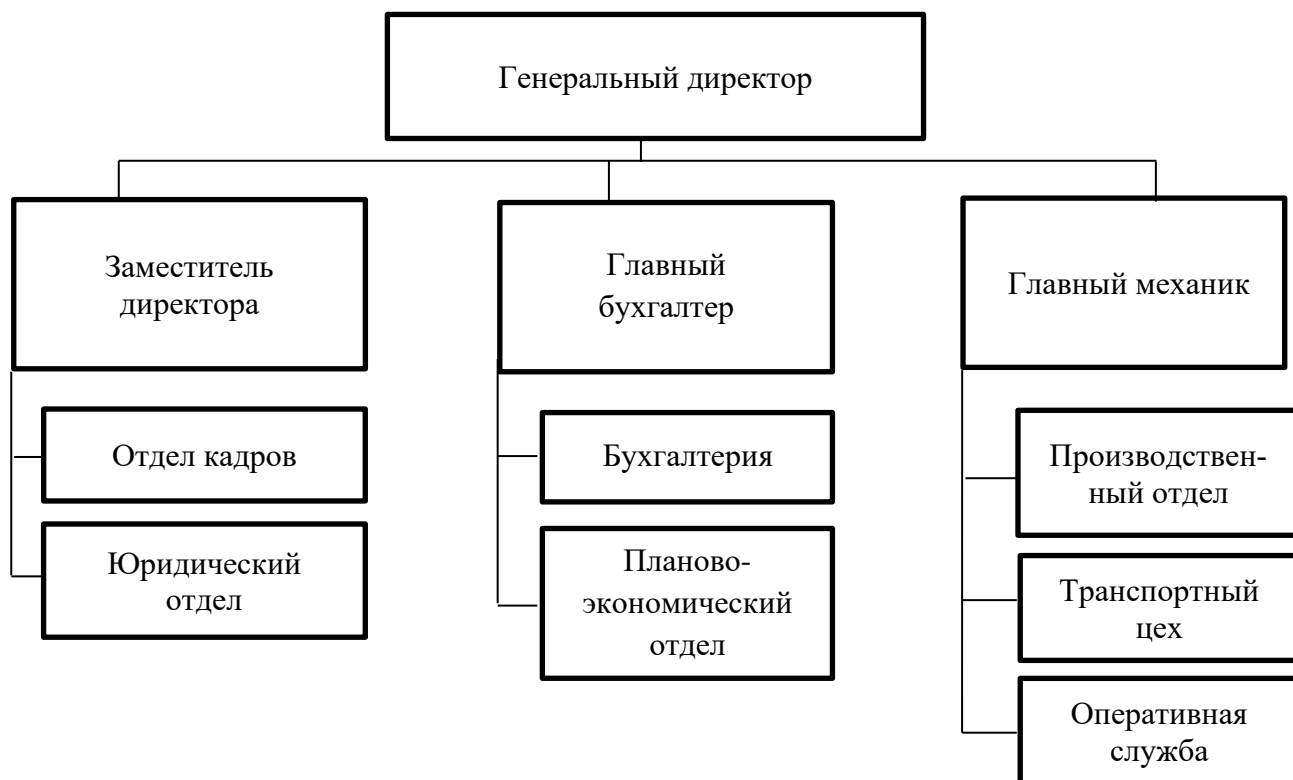 Генеральный директор
Заместитель
директора
Главный
бухгалтер
Главный механик
Отдел кадров
Бухгалтерия
Производствен-
ный отдел
Юридический
отдел
Планово-
экономический
отдел
Транспортный
цех
Оперативная
служба